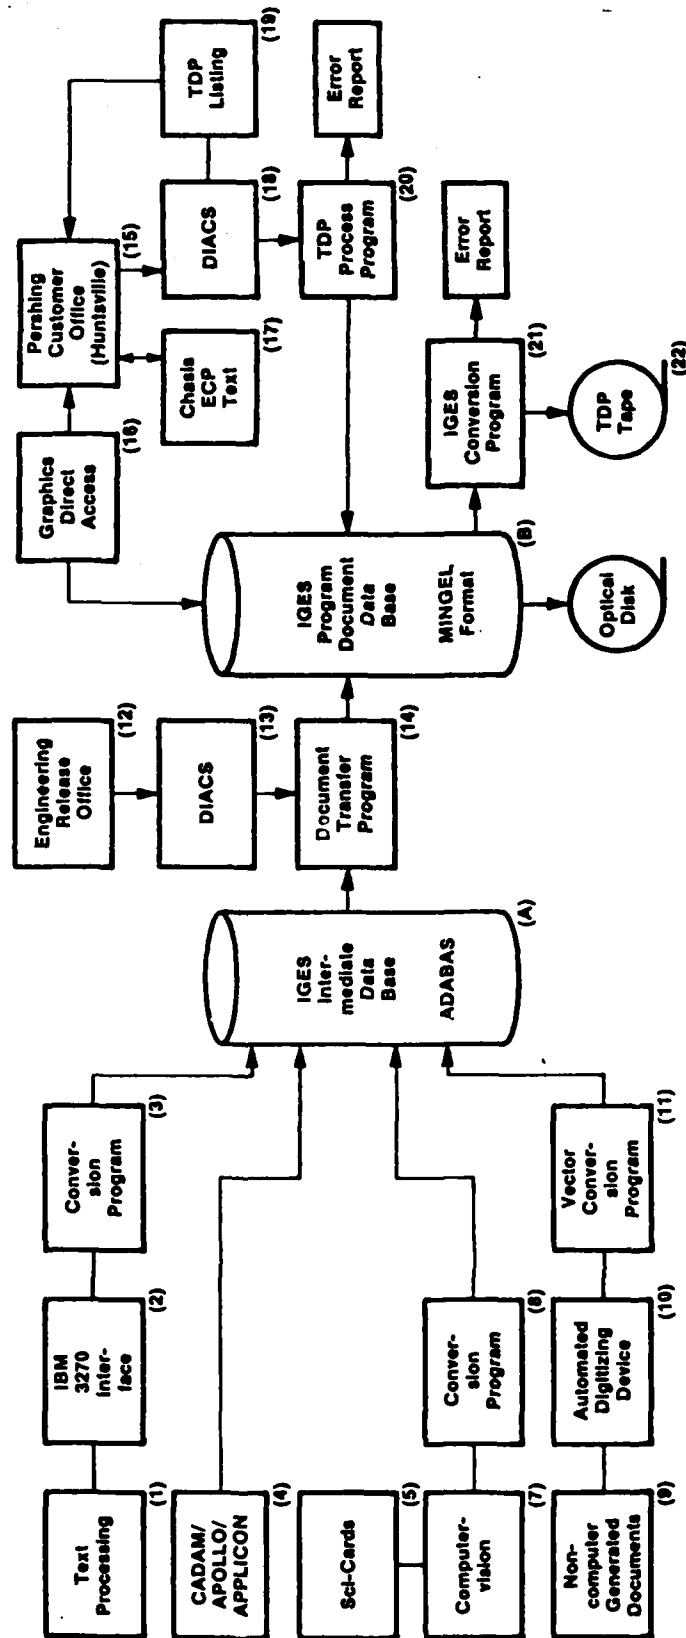 Text
Processing
(1)
IBM
3270
Inter-
face
(2)
Conver-
sion
Program
(3)
CADAM/
APOLLO/
APPLICON
(4)
Sci-Cards
(5)
Computer-
vision
(7)
Conver-
sion
Program
(8)
Non-
computer
Generated
Documents
(9)
Automated
Digitizing
Device
(10)
Vector
Conver-
sion
Program
(11)
IGES
Inter-
mediate
Data
Base
ADABAS
(A)
Engineering
Release
Office
(12)
DIACS
(13)
Document
Transfer
Program
(14)
IGES
Program
Document
Data
Base
MINGEL
Format
(B)
Optical
Disk
Graphics
Direct
Access
(16)
Pershing
Customer
Office
(Huntsville)
(15)
Chasis
ECP
Text
(17)
DIACS
(18)
TDP
Listing
(19)
TDP
Process
Program
(20)
Error
Report
IGES
Conversion
Program
(21)
Error
Report
TDP
Tape
(22)